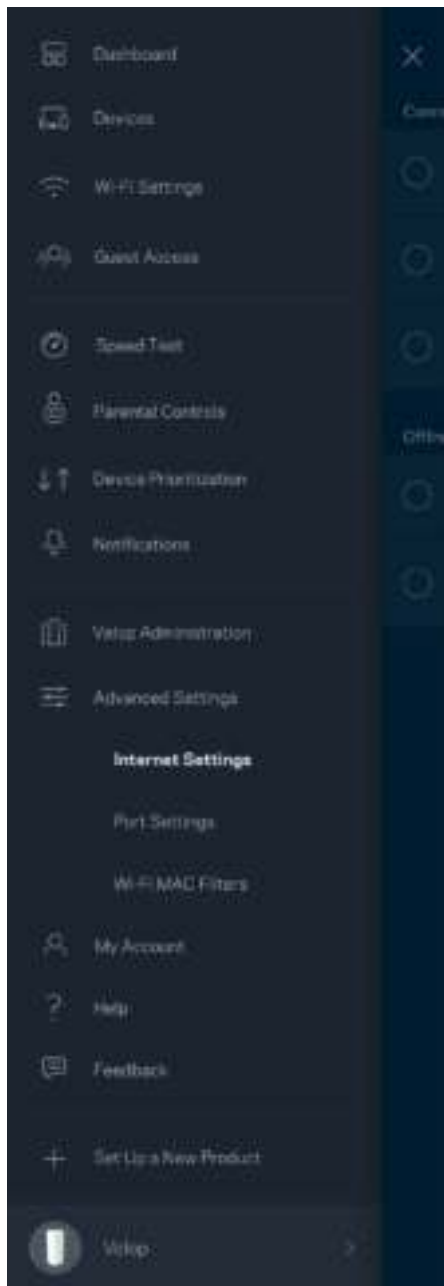 Dashboard
Devices
Wi-Fi Settings
Guest Access
Speed Test
Parental Controls
Device Prioritization
Notifications
Velop Administration
Advanced Settings
Internet Settings
Port Settings
Wi-Fi MAC Filters
My Account
Help
Feedback
Set Up a New Product
Velop